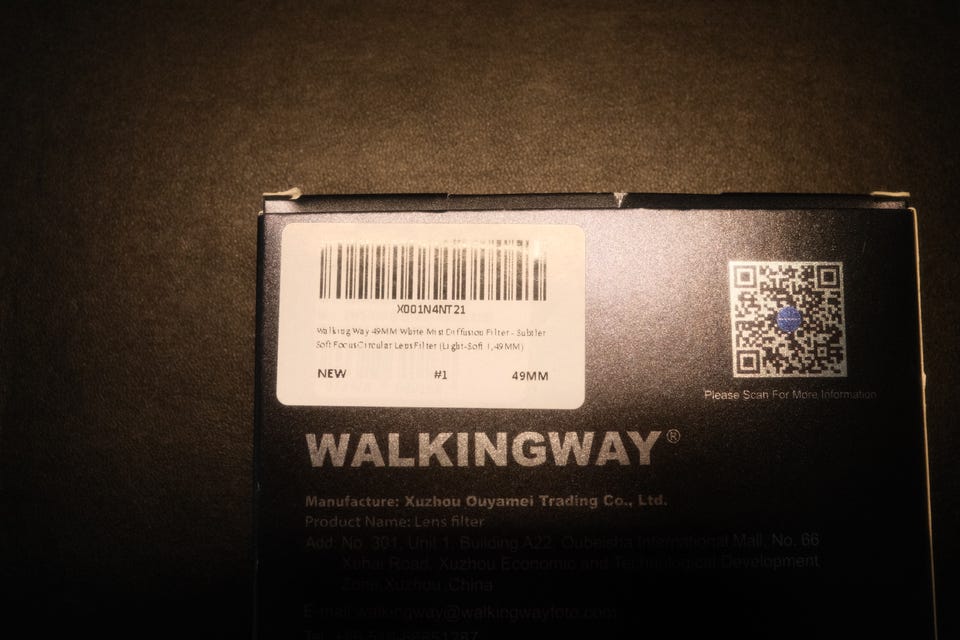 X001N4NT21
Walking Way 49MM White Mist Diffusion Filter - Subtler
Soft Focus Circular Lens Filter (Light-Soft 1,49MM)
NEW #1 49MM
Please Scan For More Information
WALKINGWAY®
Manufacture: Xuzhou Ouyamei Trading Co., Ltd.
Product Name: Lens filter
Add: No. 301, Unit 1, Building A22, Oubeisha International Mall, No. 66
Xuhai Road, Xuzhou Economic and Technological Development
Zone Xuzhou, China
E-mail:walkingway@walkingwayfoto.com